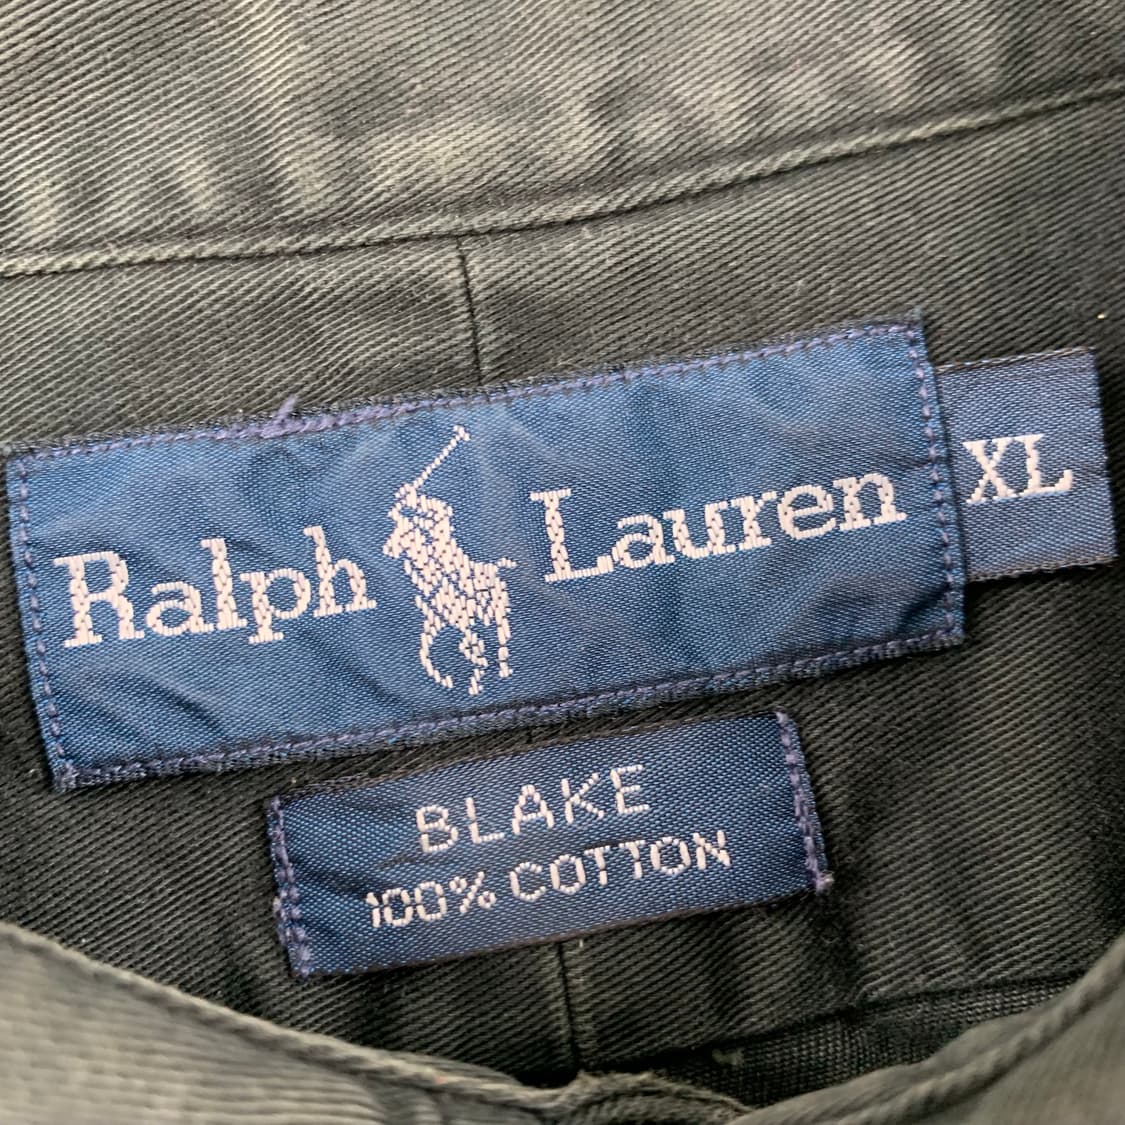 Ralph Lauren XL
BLAKE
100% COTTON